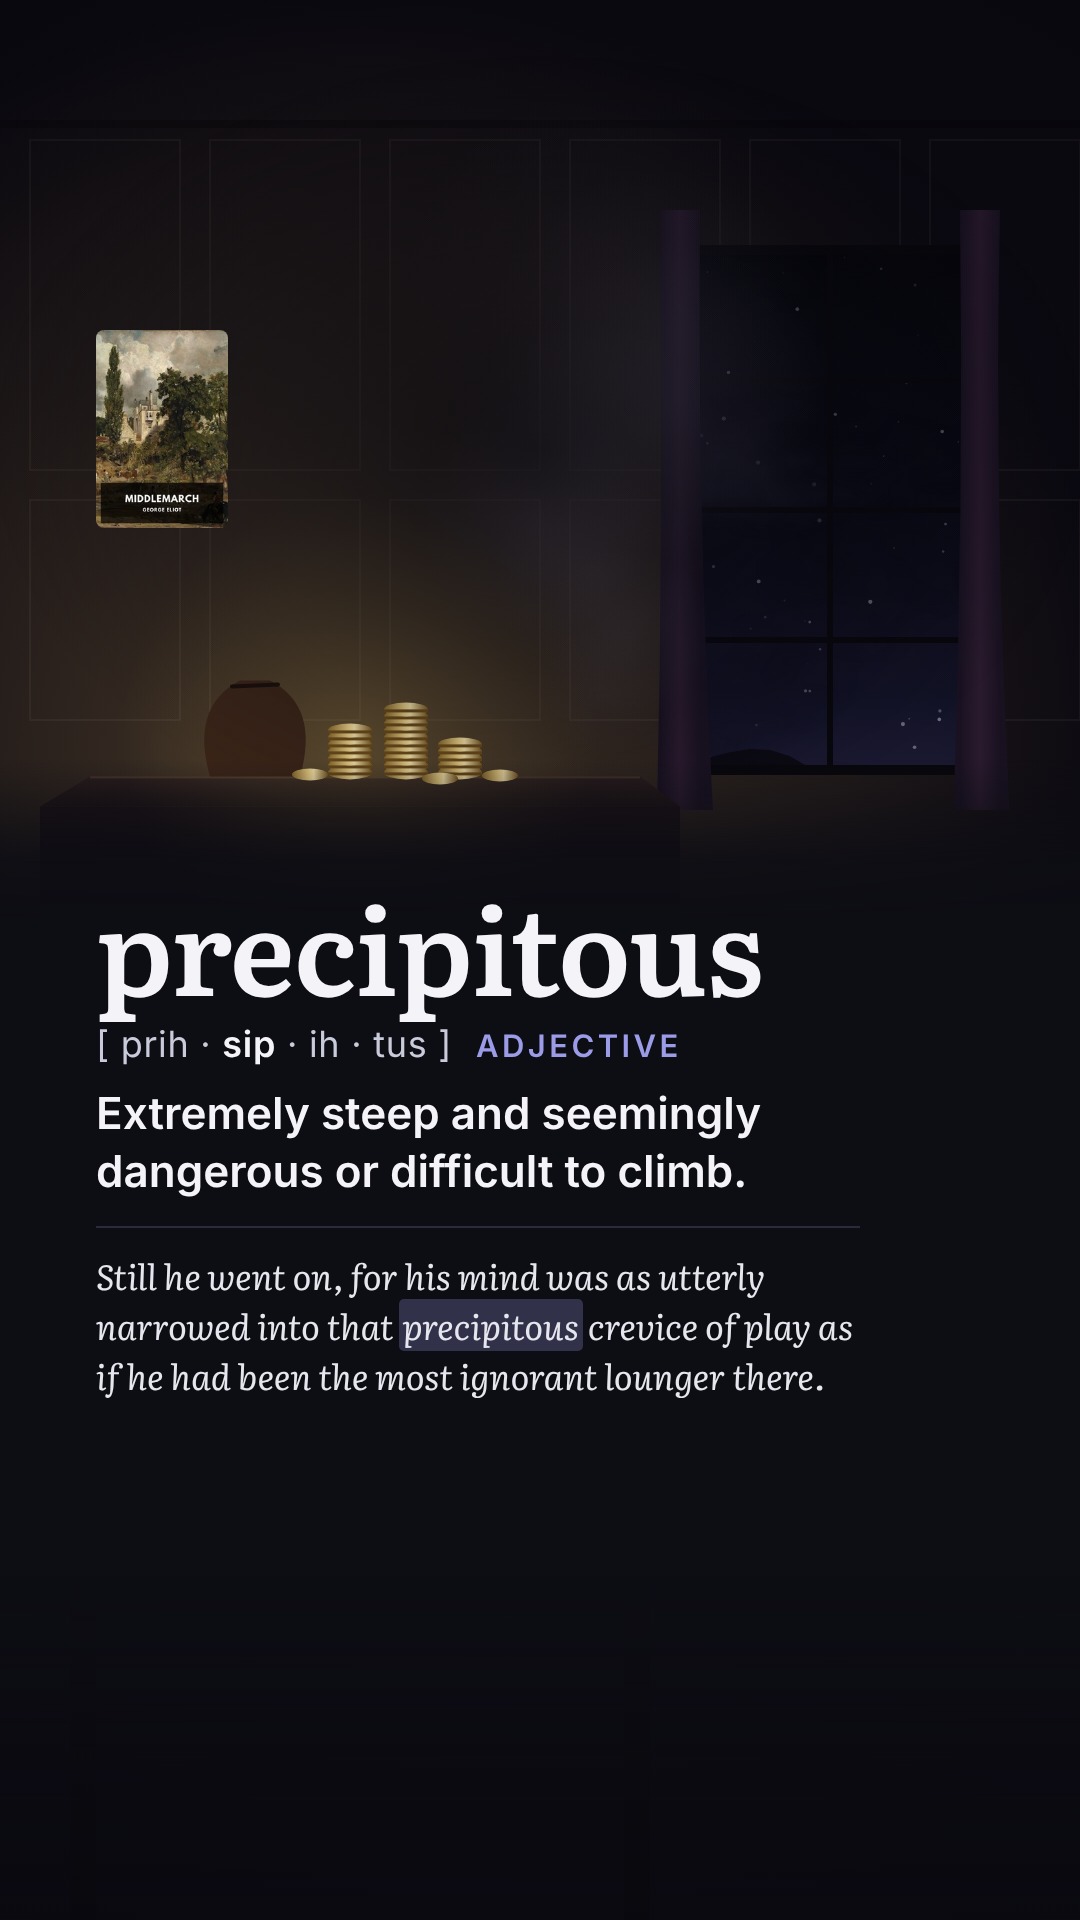 MIDDLEMARCH
GEORGE ELIOT
precipitous
[ prih · sip · ih · tus ] ADJECTIVE
Extremely steep and seemingly
dangerous or difficult to climb.
Still he went on, for his mind was as utterly
narrowed into that precipitous crevice of play as
if he had been the most ignorant lounger there.